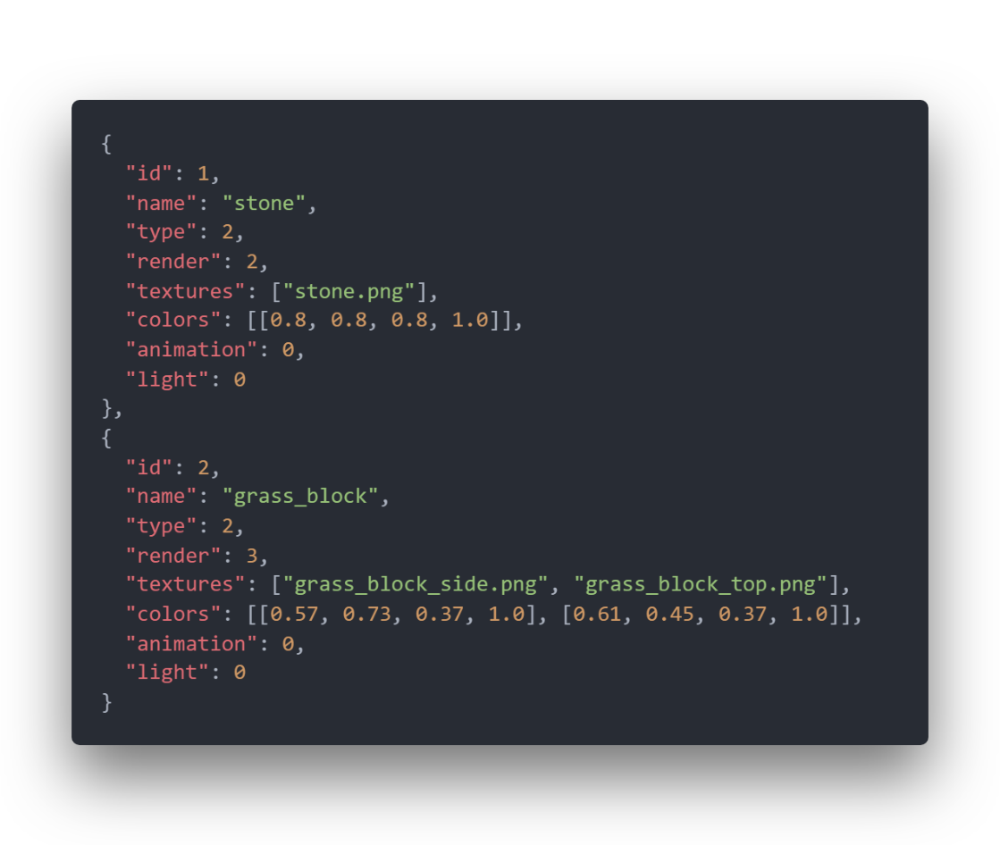 {
  "id": 1,
  "name": "stone",
  "type": 2,
  "render": 2,
  "textures": ["stone.png"],
  "colors": [[0.8, 0.8, 0.8, 1.0]],
  "animation": 0,
  "light": 0
},
{
  "id": 2,
  "name": "grass_block",
  "type": 2,
  "render": 3,
  "textures": ["grass_block_side.png", "grass_block_top.png"],
  "colors": [[0.57, 0.73, 0.37, 1.0], [0.61, 0.45, 0.37, 1.0]],
  "animation": 0,
  "light": 0
}